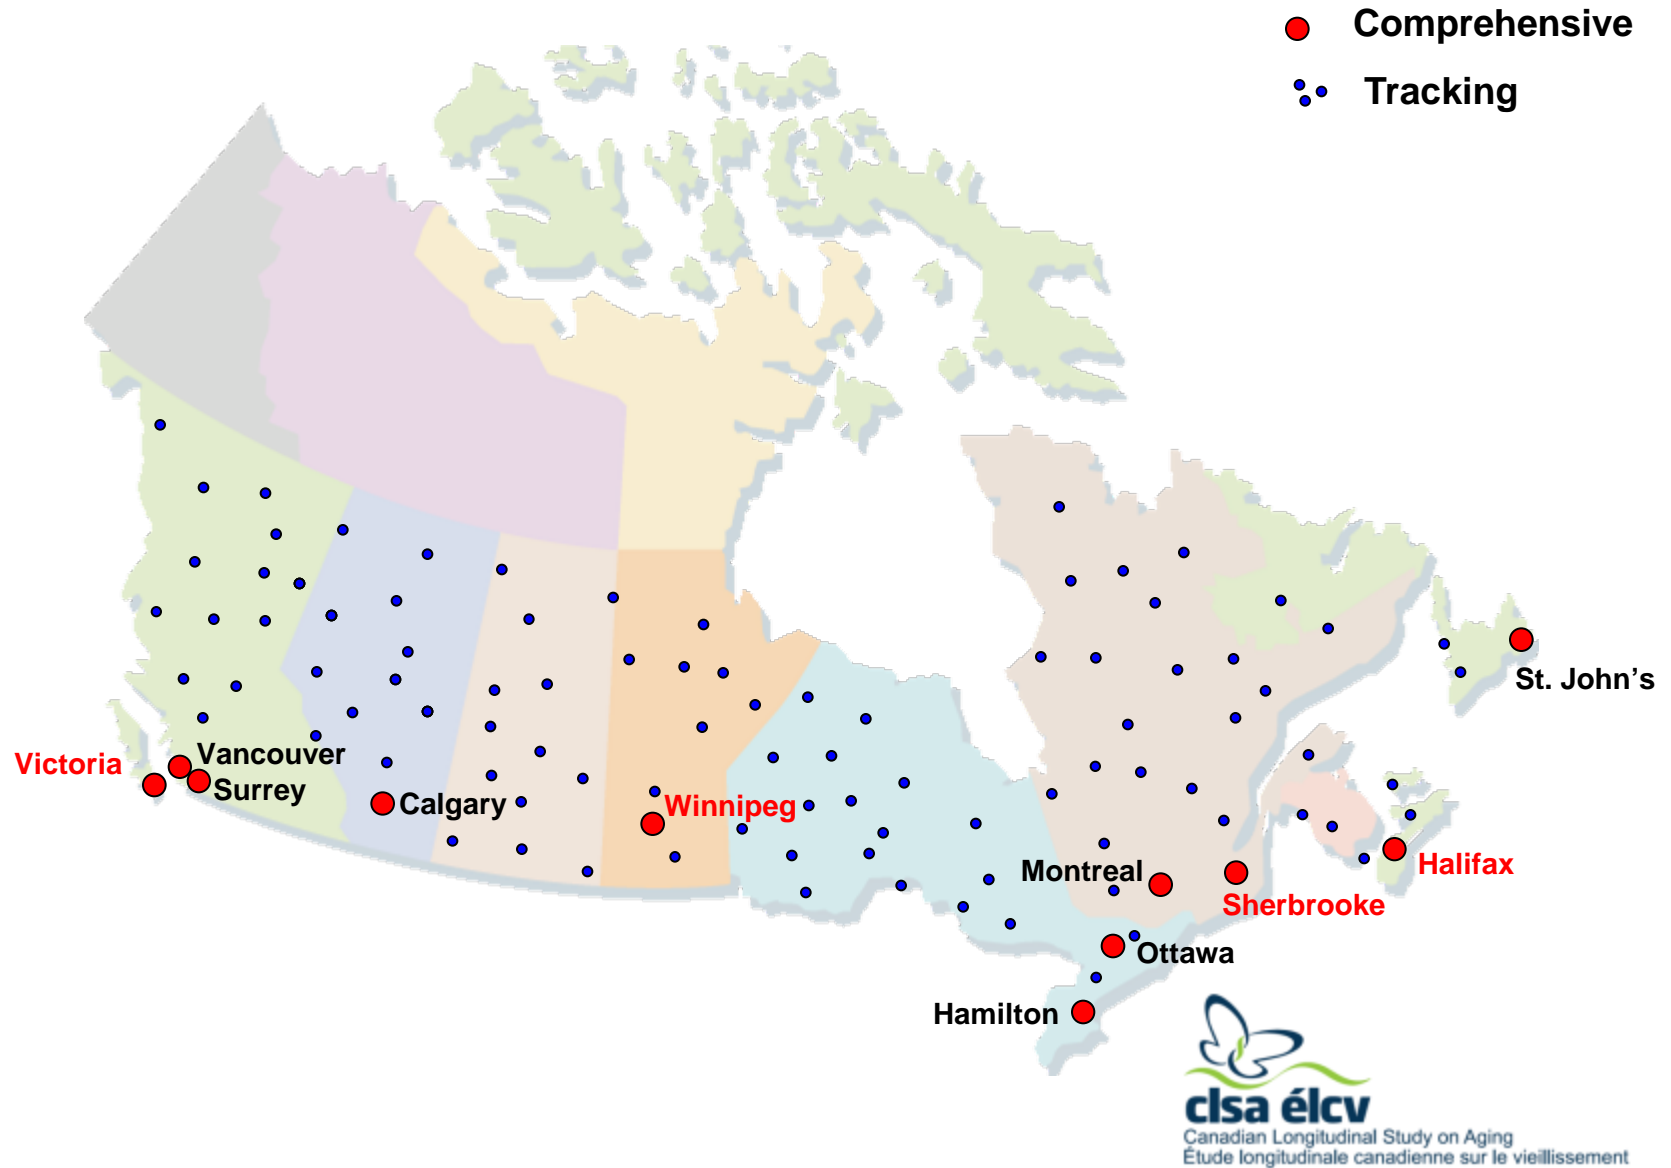 Comprehensive
Tracking
St. John’s
Victoria
Vancouver
Surrey
Calgary
Winnipeg
Montreal
Halifax
Sherbrooke
Ottawa
Hamilton
clsa élcv
Canadian Longitudinal Study on Aging
Étude longitudinale canadienne sur le vieillissement